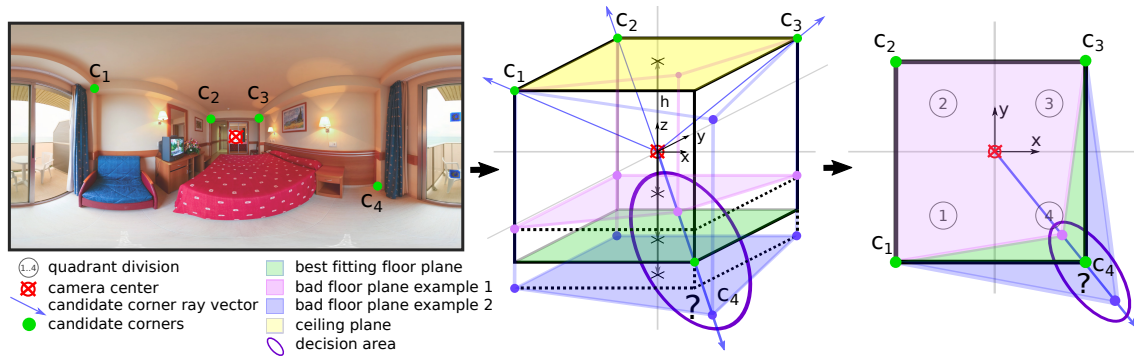 C1
C2
C3
C4
1..4 quadrant division
camera center
candidate corner ray vector
candidate corners
best fitting floor plane
bad floor plane example 1
bad floor plane example 2
ceiling plane
decision area
C2
C3
C1
h
z
y
x
C4
?
C2
C3
2
3
y
x
1
4
C1
C4
?